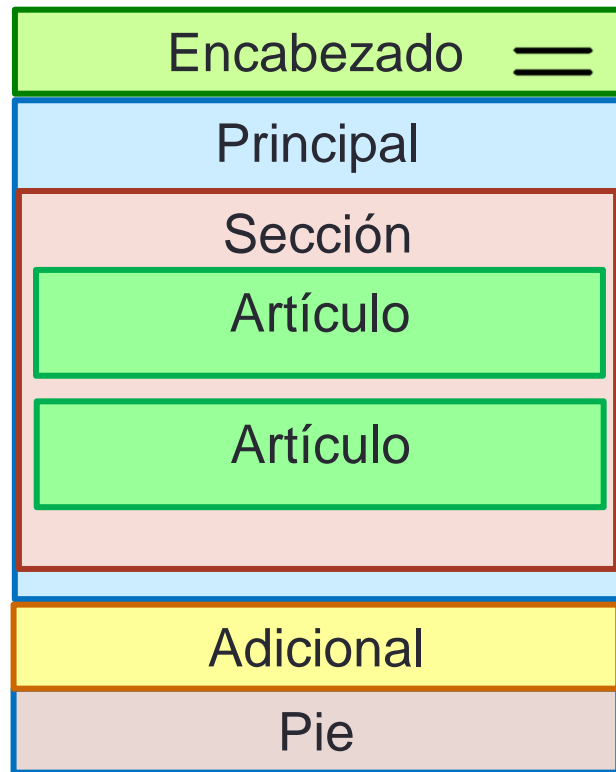 Encabezado
Principal
Sección
Artículo
Artículo
Adicional
Pie